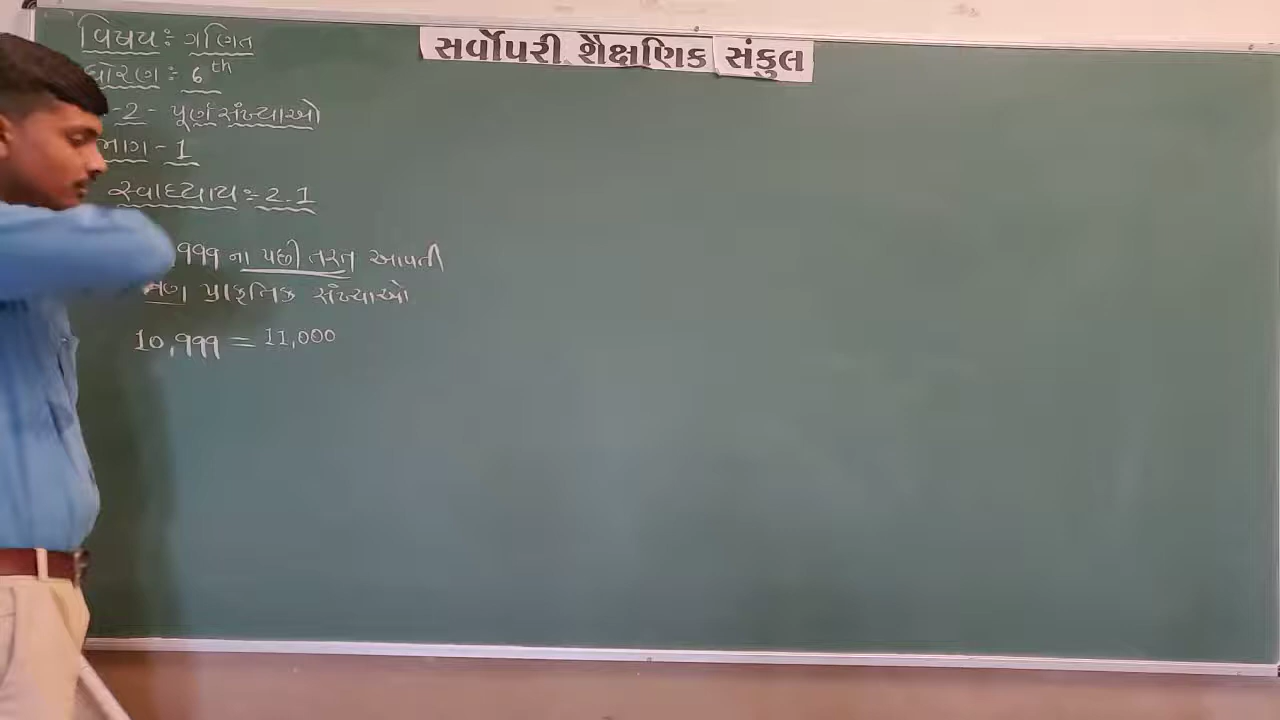 સર્વોપરી શૈક્ષણિક સંકુલ
વિષય : ગણિત
ધોરણ : 6th
-2- પૂર્ણ સંખ્યાઓ
ભાગ - 1
સ્વાધ્યાય : 2.1
999 ના પછી તરત આવતી
ત્રણ પ્રાકૃતિક સંખ્યાઓ
10,999 = 11,000